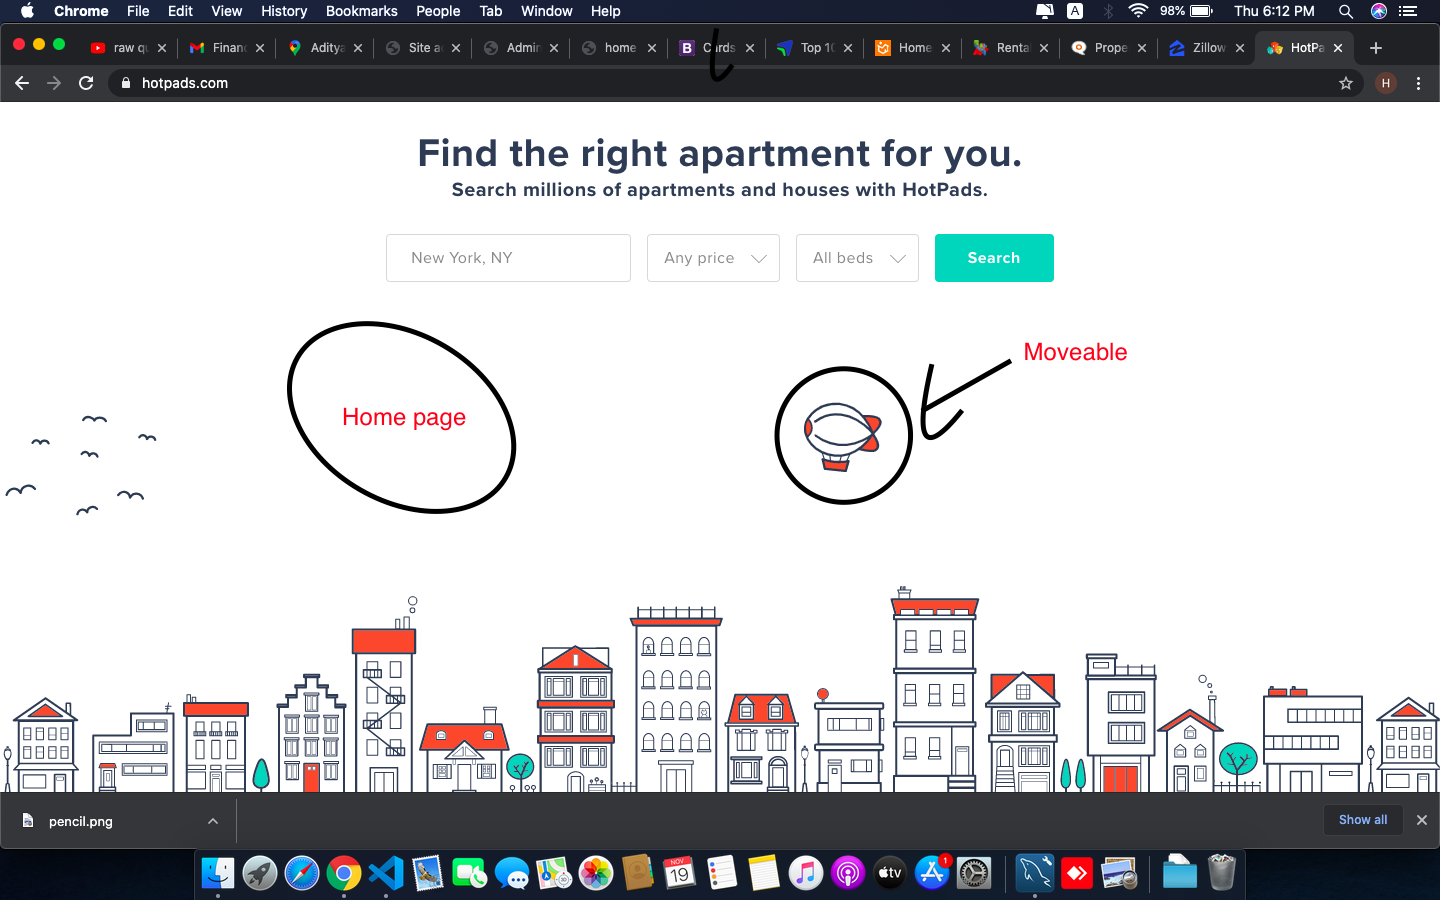 Chrome File Edit View History Bookmarks People Tab Window Help A 98% Thu 6:12 PM
raw qu Financ Aditya Site a Admin home B Cards Top 10 Home Renta Prope Zillow HotPa
hotpads.com H
Find the right apartment for you.
Search millions of apartments and houses with HotPads.
New York, NY Any price All beds Search
Moveable
Home page
pencil.png Show all
NOV
19
tv
1